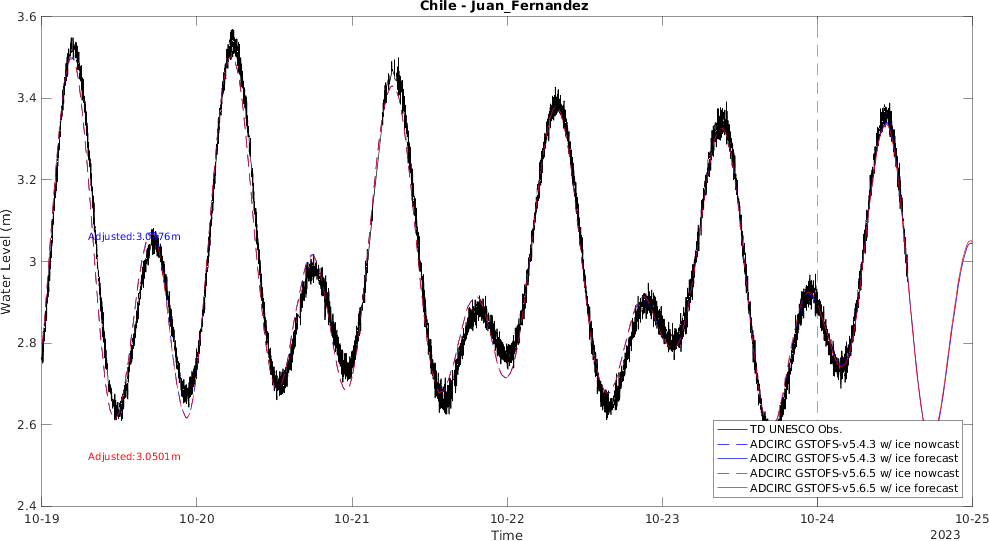 Chile - Juan_Fernandez
3.6
3.4
3.2
3
2.8
2.6
2.4
Water Level (m)
Adjusted:3.0501m
TD UNESCO Obs.
ADCIRC GSTOFS-v5.4.3 w/ ice nowcast
ADCIRC GSTOFS-v5.4.3 w/ ice forecast
ADCIRC GSTOFS-v5.6.5 w/ ice nowcast
ADCIRC GSTOFS-v5.6.5 w/ ice forecast
10-19
10-20
10-21
10-22
10-23
10-24
10-25
Time
2023